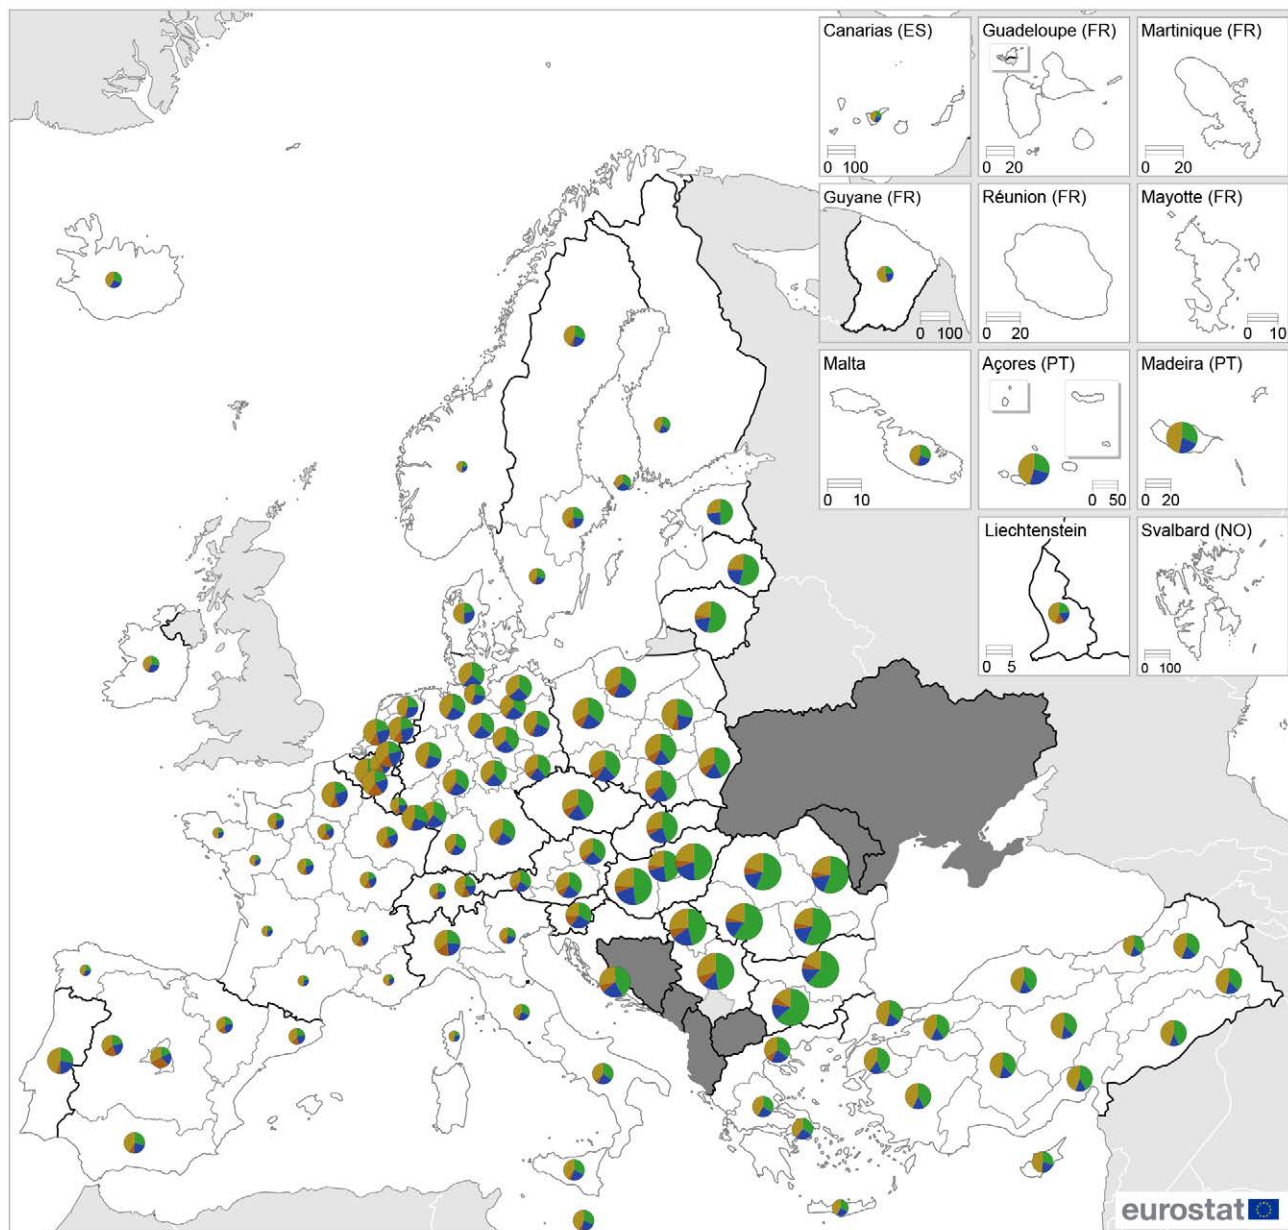 Canarias (ES)
0 100
Guadeloupe (FR)
0 20
Martinique (FR)
0 20
Guyane (FR)
0 100
Réunion (FR)
0 20
Mayotte (FR)
0 10
Malta
0 10
Açores (PT)
0 50
Madeira (PT)
0 20
Liechtenstein
0 5
Svalbard (NO)
0 100
eurostat